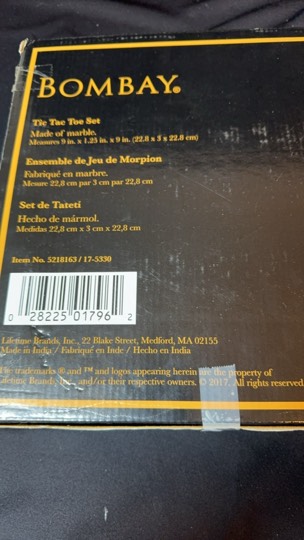 BOMBAY®
Tic Tac Toe Set
Made of marble.
Measures 9 in. x 1.25 in. x 9 in. (22.8 x 3 x 22.8 cm)
Ensemble de Jeu de Morpion
Fabriqué en marbre.
Mesure 22,8 cm par 3 cm par 22,8 cm
Set de Tatetí
Hecho de mármol.
Medidas 22,8 cm x 3 cm x 22,8 cm
Item No. 5218163 / 17-5330
0 28225 01796 2
Lifetime Brands, Inc., 22 Blake Street, Medford, MA 02155
Made in India / Fabriqué en Inde / Hecho en India
The trademarks ® and ™ and logos appearing herein are the property of
Lifetime Brands, Inc., and/or their respective owners. © 2017. All rights reserved.